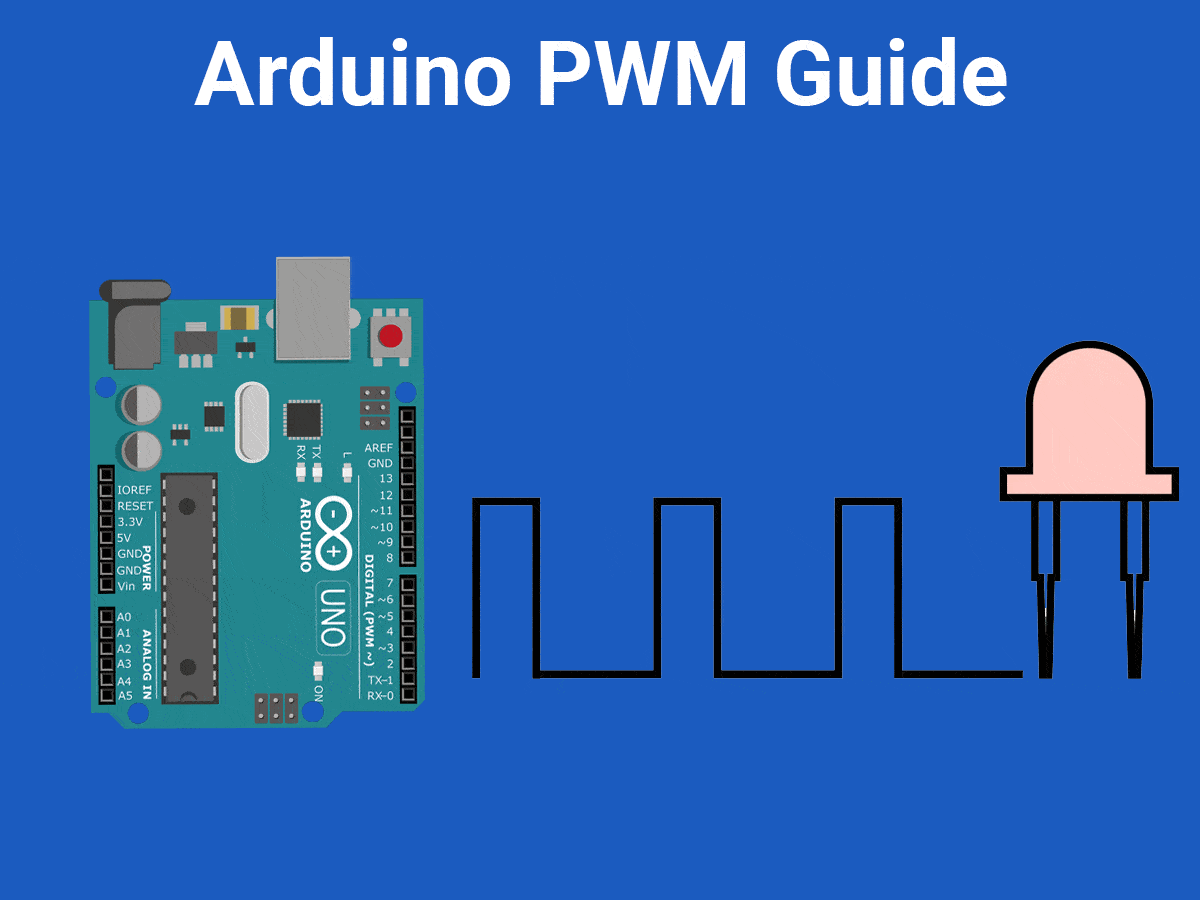 Arduino PWM Guide
AREF
GND
13
12
~11
~10
~9
8
7
~6
~5
4
~3
2
TX-1
RX-0
DIGITAL (PWM ~)
RX
TX
L
ARDUINO
UNO
ON
IOREF
RESET
3.3V
5V
GND
GND
Vin
POWER
A0
A1
A2
A3
A4
A5
ANALOG IN